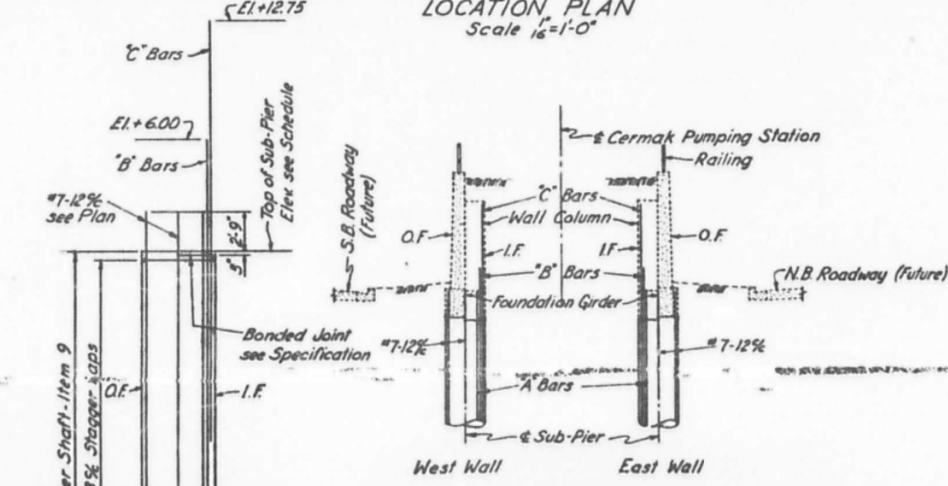 LOCATION PLAN
Scale 1/16"=1'-0"
El.+12.75
"C" Bars
El.+6.00
"B" Bars
#7-12%
see Plan
2'-9"
3"
Top of Sub-Pier
Elev. see Schedule
Bonded Joint
see Specification
O.F.
I.F.
er Shaft-Item 9
% Stagger Laps
S.B. Roadway
(Future)
℄ Cermak Pumping Station
Railing
"C" Bars
Wall Column
O.F.
I.F.
I.F.
O.F.
"B" Bars
N.B. Roadway (Future)
Foundation Girder
#7-12%
#7-12%
"A" Bars
℄ Sub-Pier
West Wall
East Wall